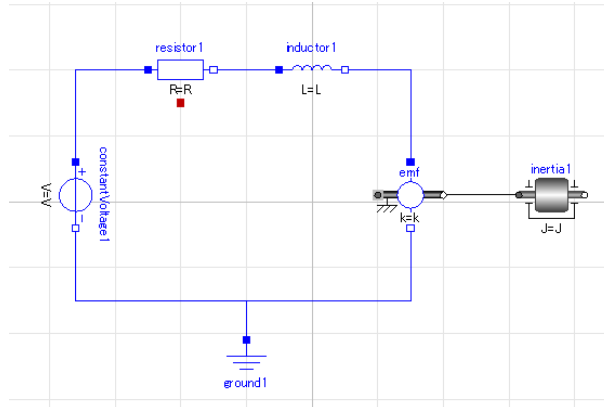 resistor1
inductor1
R=R
L=L
+
constantVoltage1
−
V=V
emf
k=k
inertia1
J=J
ground1